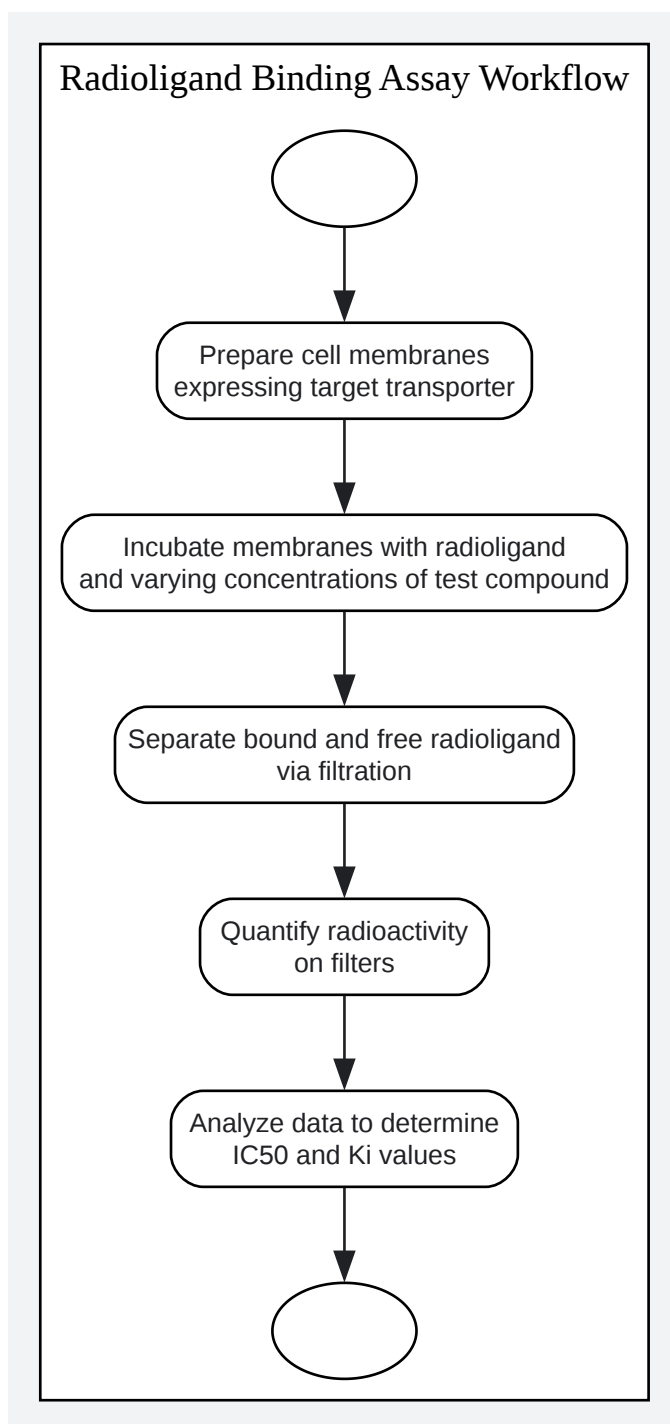 Radioligand Binding Assay Workflow
Prepare cell membranes
expressing target transporter
Incubate membranes with radioligand
and varying concentrations of test compound
Separate bound and free radioligand
via filtration
Quantify radioactivity
on filters
Analyze data to determine
IC50 and Ki values